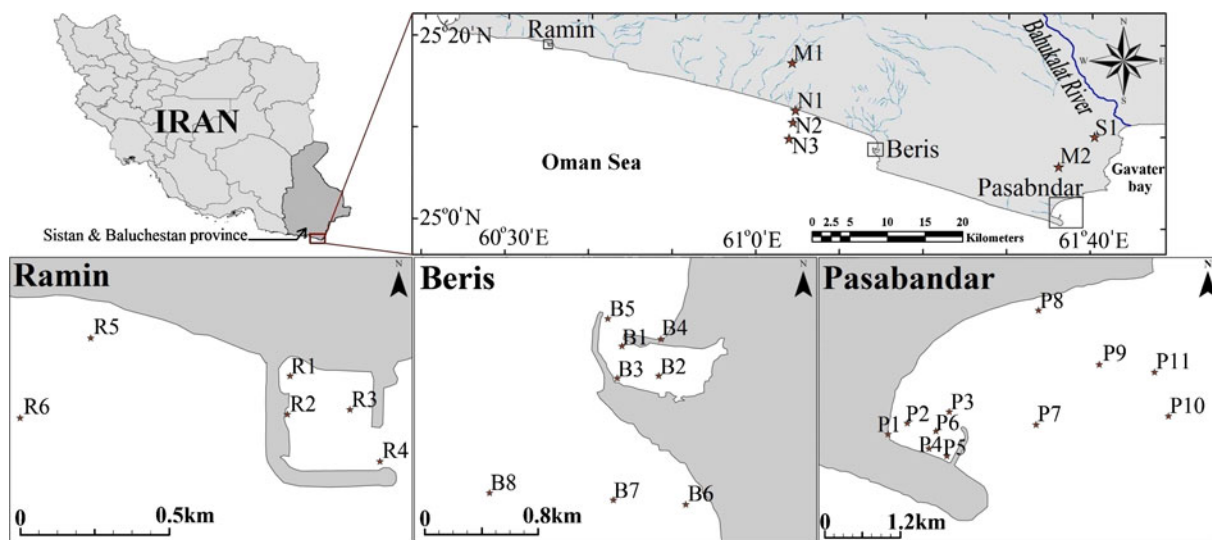 IRAN
Sistan & Baluchestan province
25°20'N
25°0'N
60°30'E
61°0'E
61°40'E
Ramin
M1
N1
N2
N3
Beris
Oman Sea
Bahukalat River
S1
M2
Pasabndar
Gavater
bay
N
W
E
S
0 2.5 5 10 15 20
Kilometers
Ramin
N
R5
R1
R2
R3
R6
R4
0 0.5km
Beris
N
B5
B4
B1
B3
B2
B8
B7
B6
0 0.8km
Pasabandar
N
P8
P9
P11
P3
P2
P6
P7
P10
P1
P4
P5
0 1.2km